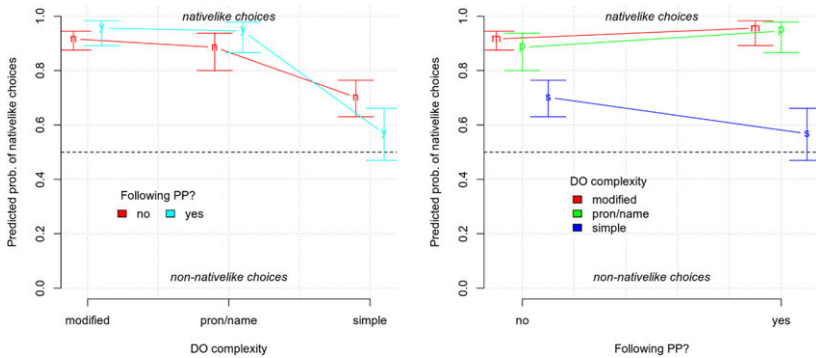 nativelike choices
Predicted prob. of nativelike choices
1.0
0.8
0.6
0.4
0.2
0.0
Following PP?
no
yes
n
n
n
y
y
y
non-nativelike choices
modified
pron/name
simple
DO complexity
nativelike choices
Predicted prob. of nativelike choices
1.0
0.8
0.6
0.4
0.2
0.0
m
m
p
p
s
s
DO complexity
modified
pron/name
simple
non-nativelike choices
no
yes
Following PP?